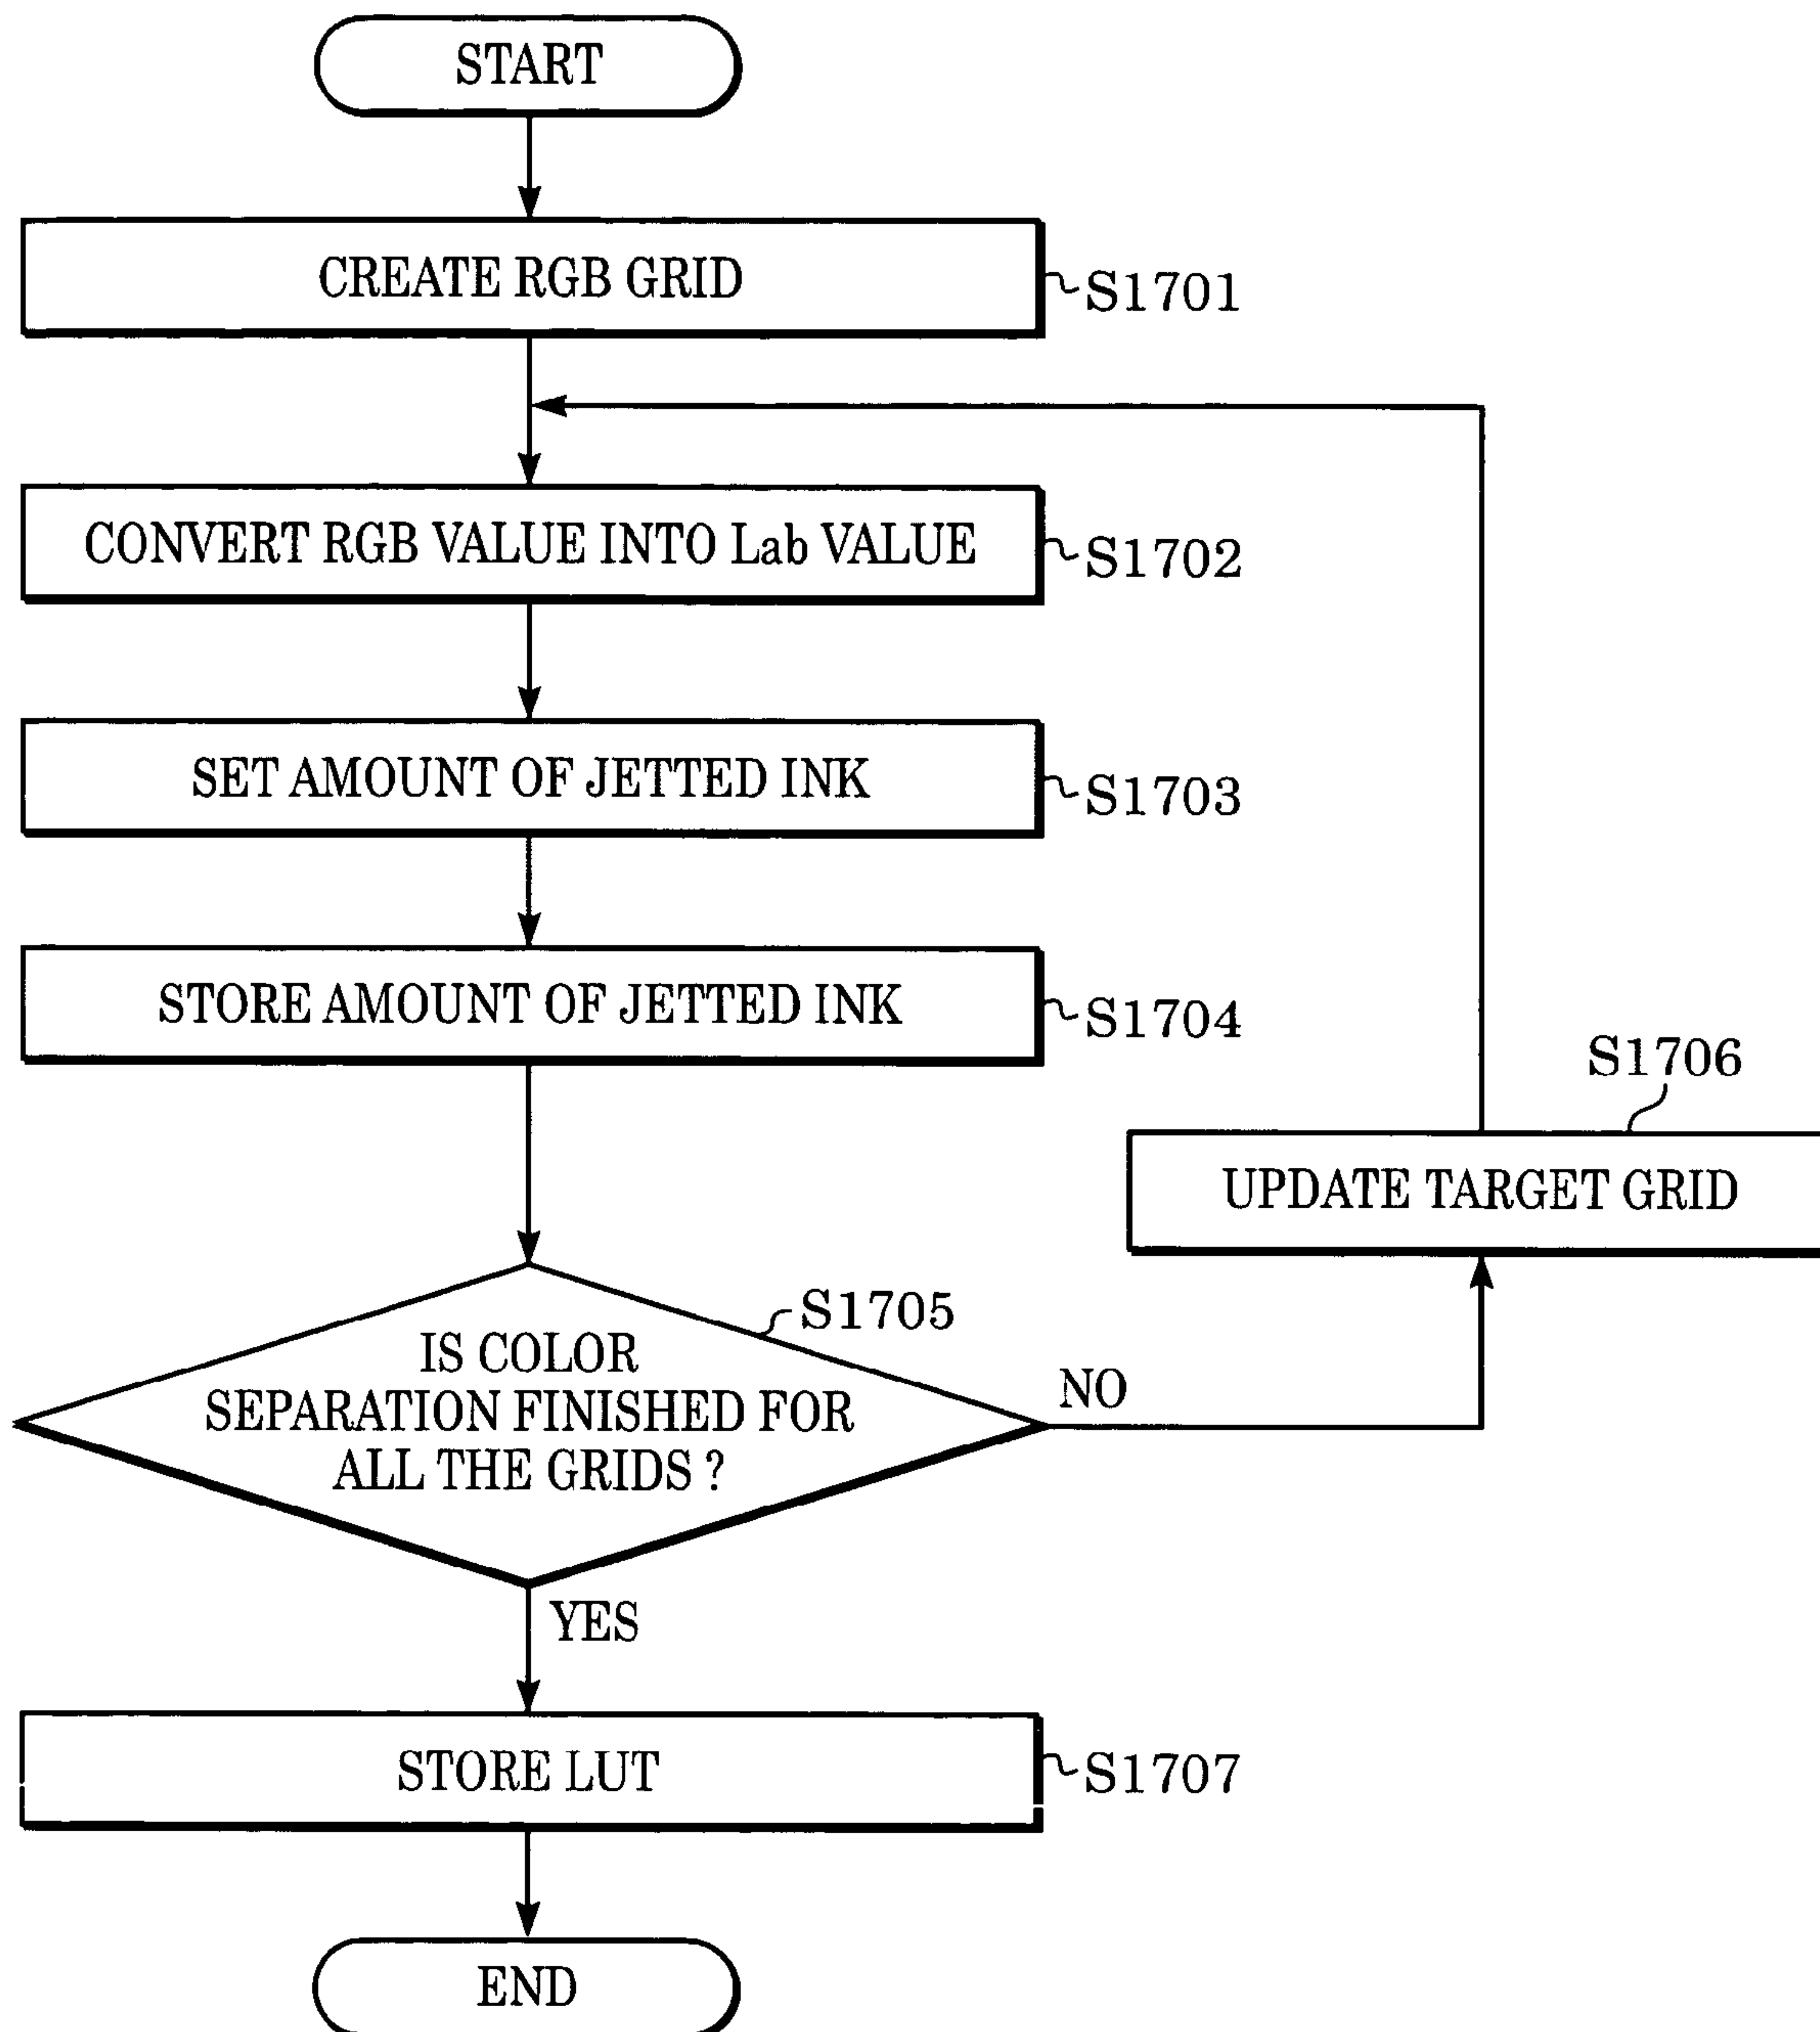 START
CREATE RGB GRID
S1701
CONVERT RGB VALUE INTO Lab VALUE
S1702
SET AMOUNT OF JETTED INK
S1703
STORE AMOUNT OF JETTED INK
S1704
S1706
UPDATE TARGET GRID
S1705
IS COLOR
SEPARATION FINISHED FOR
ALL THE GRIDS ?
NO
YES
STORE LUT
S1707
END